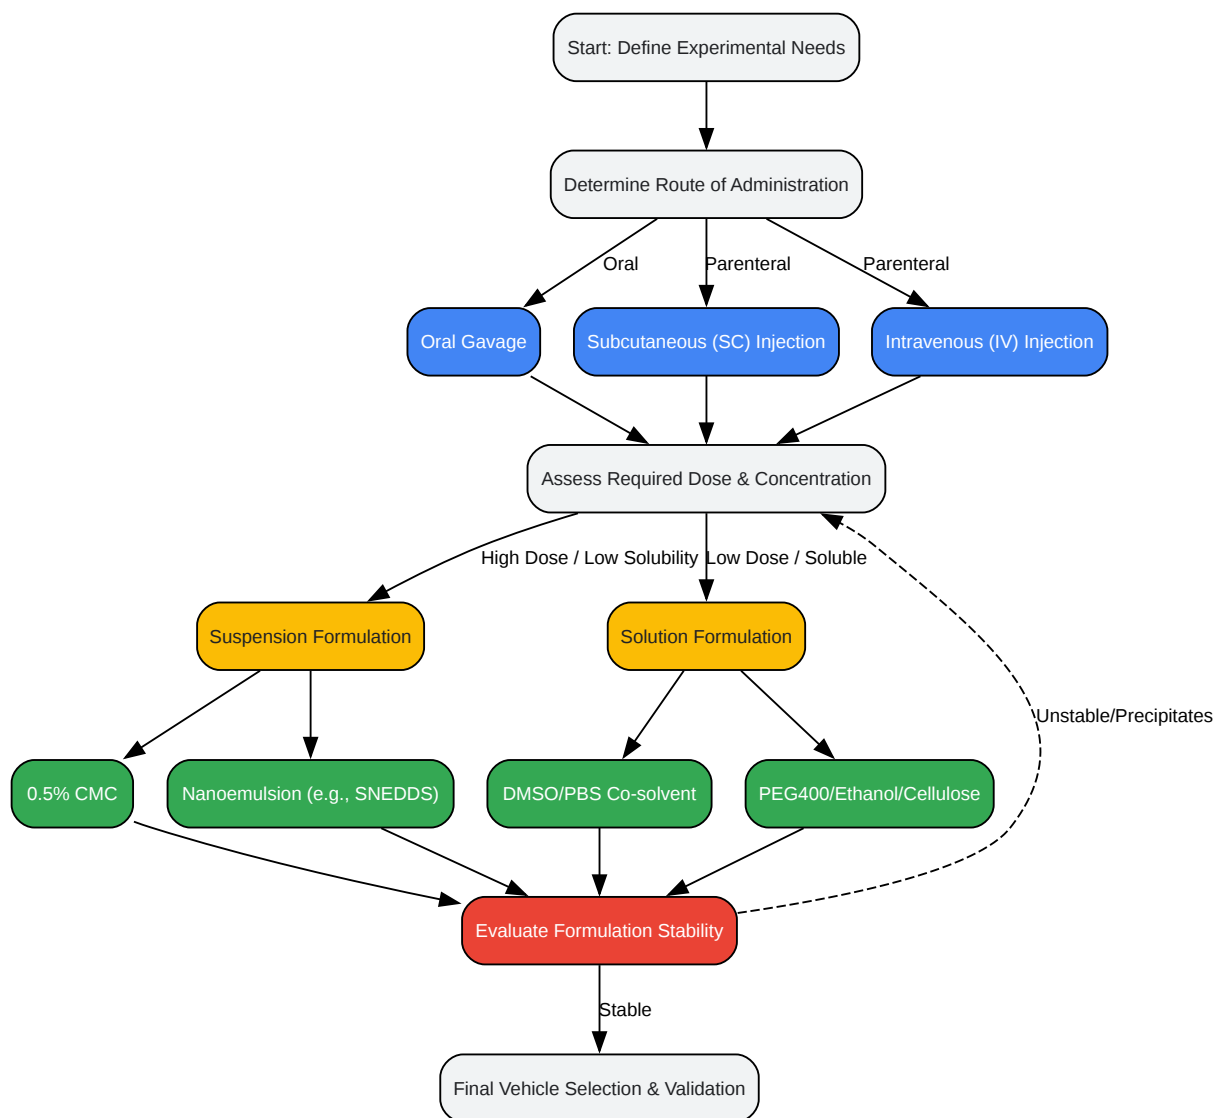 Start: Define Experimental Needs
Determine Route of Administration
Oral
Parenteral
Parenteral
Oral Gavage
Subcutaneous (SC) Injection
Intravenous (IV) Injection
Assess Required Dose & Concentration
High Dose / Low Solubility
Low Dose / Soluble
Suspension Formulation
Solution Formulation
Unstable/Precipitates
0.5% CMC
Nanoemulsion (e.g., SNEDDS)
DMSO/PBS Co-solvent
PEG400/Ethanol/Cellulose
Evaluate Formulation Stability
Stable
Final Vehicle Selection & Validation